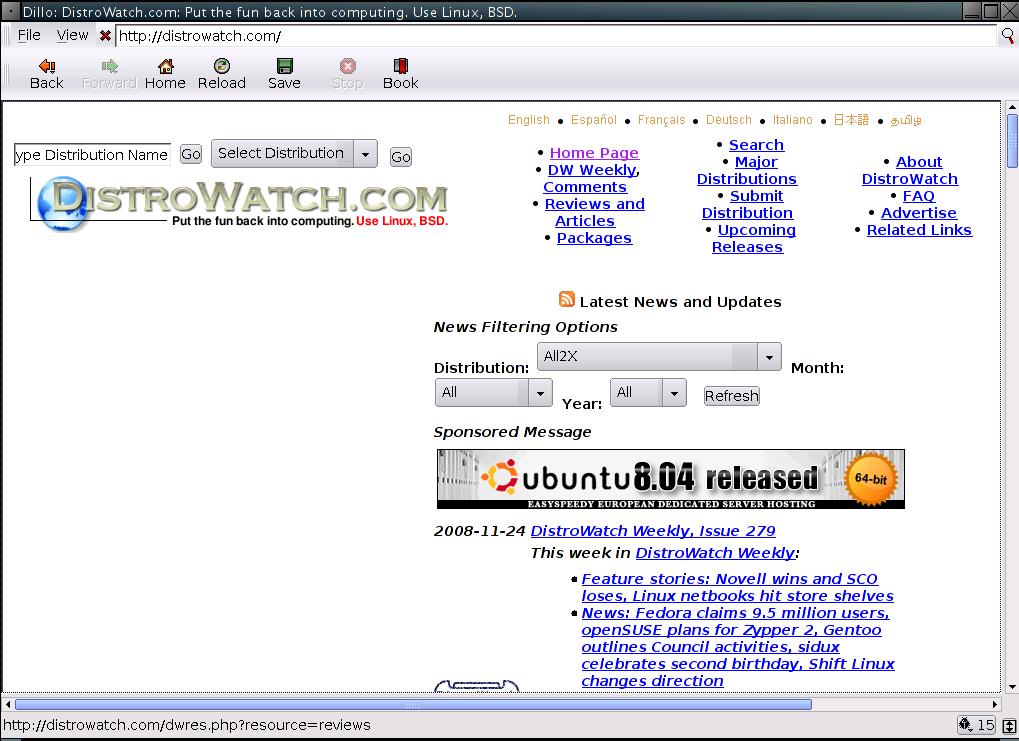 Dillo: DistroWatch.com: Put the fun back into computing. Use Linux, BSD.
File View http://distrowatch.com/
Back Forward Home Reload Save Stop Book
English • Español • Français • Deutsch • Italiano • 日本語 • தமிழ்
ype Distribution Name Go Select Distribution Go
DISTROWATCH.COM
Put the fun back into computing. Use Linux, BSD.
• Home Page
• DW Weekly,
Comments
• Reviews and
Articles
• Packages
• Search
• Major
Distributions
• Submit
Distribution
• Upcoming
Releases
• About
DistroWatch
• FAQ
• Advertise
• Related Links
Latest News and Updates
News Filtering Options
Distribution: All2X Month:
All Year: All Refresh
Sponsored Message
ubuntu 8.04 released 64-bit
EASYSPEEDY EUROPEAN DEDICATED SERVER HOSTING
2008-11-24 DistroWatch Weekly, Issue 279
This week in DistroWatch Weekly:
• Feature stories: Novell wins and SCO
loses, Linux netbooks hit store shelves
• News: Fedora claims 9.5 million users,
openSUSE plans for Zypper 2, Gentoo
outlines Council activities, sidux
celebrates second birthday, Shift Linux
changes direction
http://distrowatch.com/dwres.php?resource=reviews 15